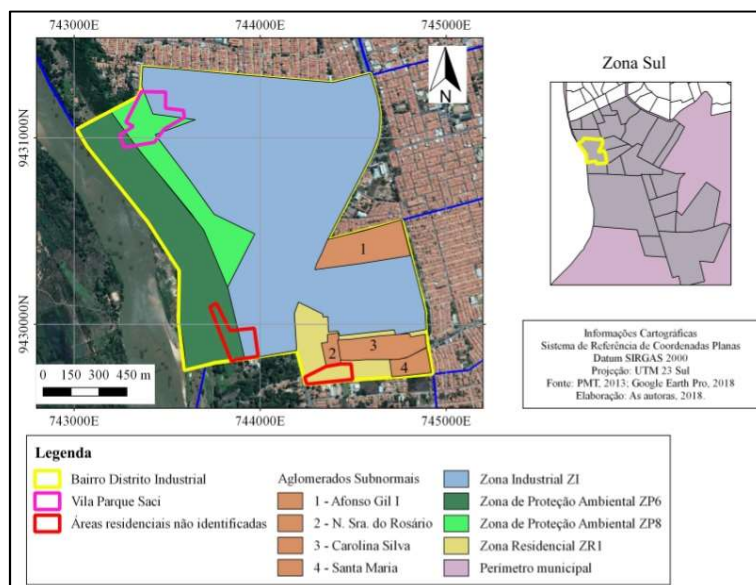 743000E 744000E 745000E
N
9431000N 9431000N
1
9430000N 9430000N
2 3
4
0 150 300 450 m
743000E 744000E 745000E
Zona Sul
Informações Cartográficas
Sistema de Referência de Coordenadas Planas
Datum SIRGAS 2000
Projeção: UTM 23 Sul
Fonte: PMT, 2013; Google Earth Pro, 2018
Elaboração: As autoras, 2018.
Legenda
Bairro Distrito Industrial
Vila Parque Saci
Áreas residenciais não identificadas
Aglomerados Subnormais
1 - Afonso Gil I
2 - N. Sra. do Rosário
3 - Carolina Silva
4 - Santa Maria
Zona Industrial ZI
Zona de Proteção Ambiental ZP6
Zona de Proteção Ambiental ZP8
Zona Residencial ZR1
Perímetro municipal